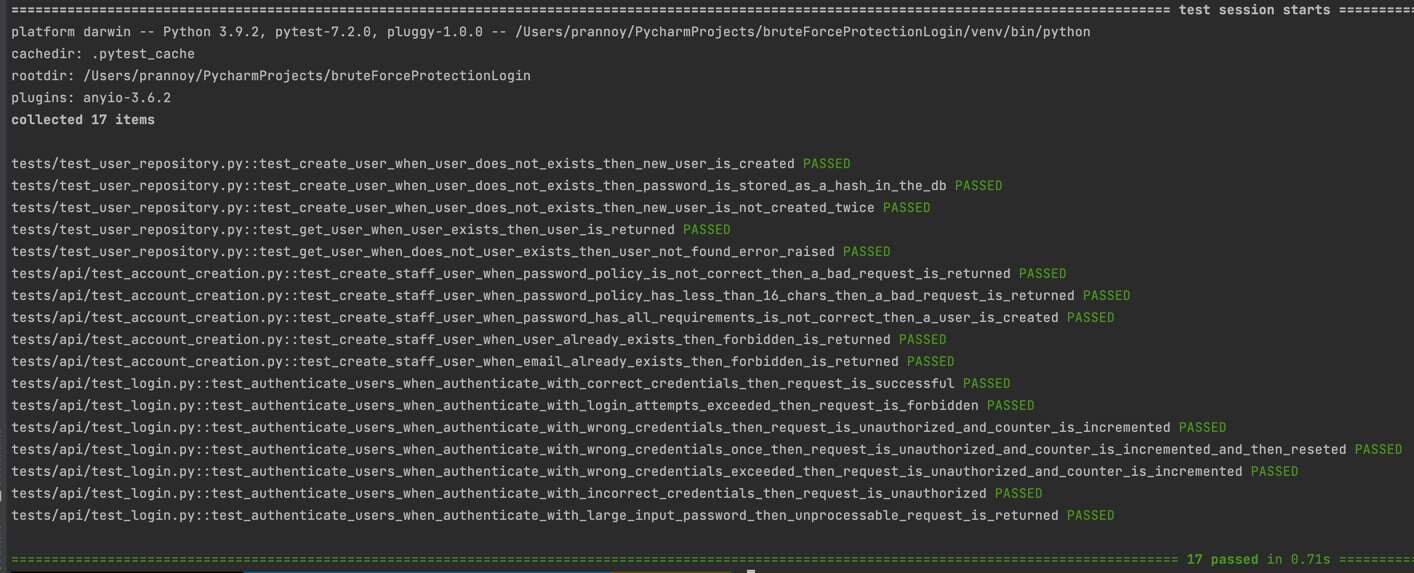 ================================ test session starts ==========
platform darwin -- Python 3.9.2, pytest-7.2.0, pluggy-1.0.0 -- /Users/prannoy/PycharmProjects/bruteForceProtectionLogin/venv/bin/python
cachedir: .pytest_cache
rootdir: /Users/prannoy/PycharmProjects/bruteForceProtectionLogin
plugins: anyio-3.6.2
collected 17 items
tests/test_user_repository.py::test_create_user_when_user_does_not_exists_then_new_user_is_created PASSED
tests/test_user_repository.py::test_create_user_when_user_does_not_exists_then_password_is_stored_as_a_hash_in_the_db PASSED
tests/test_user_repository.py::test_create_user_when_user_does_not_exists_then_new_user_is_not_created_twice PASSED
tests/test_user_repository.py::test_get_user_when_user_exists_then_user_is_returned PASSED
tests/test_user_repository.py::test_get_user_when_does_not_user_exists_then_user_not_found_error_raised PASSED
tests/api/test_account_creation.py::test_create_staff_user_when_password_policy_is_not_correct_then_a_bad_request_is_returned PASSED
tests/api/test_account_creation.py::test_create_staff_user_when_password_policy_has_less_than_16_chars_then_a_bad_request_is_returned PASSED
tests/api/test_account_creation.py::test_create_staff_user_when_password_has_all_requirements_is_not_correct_then_a_user_is_created PASSED
tests/api/test_account_creation.py::test_create_staff_user_when_user_already_exists_then_forbidden_is_returned PASSED
tests/api/test_account_creation.py::test_create_staff_user_when_email_already_exists_then_forbidden_is_returned PASSED
tests/api/test_login.py::test_authenticate_users_when_authenticate_with_correct_credentials_then_request_is_successful PASSED
tests/api/test_login.py::test_authenticate_users_when_authenticate_with_login_attempts_exceeded_then_request_is_forbidden PASSED
tests/api/test_login.py::test_authenticate_users_when_authenticate_with_wrong_credentials_then_request_is_unauthorized_and_counter_is_incremented PASSED
tests/api/test_login.py::test_authenticate_users_when_authenticate_with_wrong_credentials_once_then_request_is_unauthorized_and_counter_is_incremented_and_then_reseted PASSED
tests/api/test_login.py::test_authenticate_users_when_authenticate_with_wrong_credentials_exceeded_then_request_is_unauthorized_and_counter_is_incremented PASSED
tests/api/test_login.py::test_authenticate_users_when_authenticate_with_incorrect_credentials_then_request_is_unauthorized PASSED
tests/api/test_login.py::test_authenticate_users_when_authenticate_with_large_input_password_then_unprocessable_request_is_returned PASSED
================================ 17 passed in 0.71s ==========